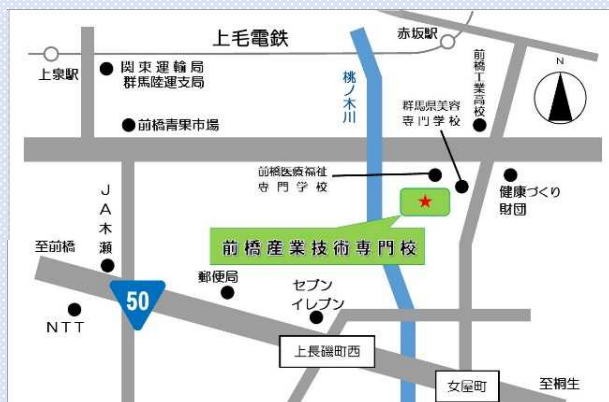 上毛電鉄
赤坂駅
上泉駅
関東運輸局
群馬陸運支局
前橋工業高校
N
桃ノ木川
群馬県美容
専門学校
前橋青果市場
前橋医療福祉
専門学校
健康づくり
財団
JA木瀬
前橋産業技術専門校
至前橋
50
郵便局
セブン
イレブン
NTT
上長磯町西
女屋町
至桐生